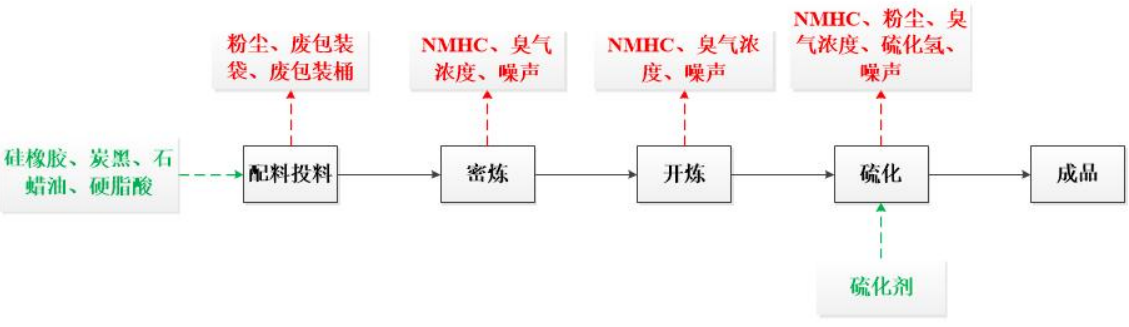 粉尘、废包装
袋、废包装桶
NMHC、臭气
浓度、噪声
NMHC、臭气浓
度、噪声
NMHC、粉尘、臭
气浓度、硫化氢、
噪声
硅橡胶、炭黑、石
蜡油、硬脂酸
配料投料
密炼
开炼
硫化
成品
硫化剂